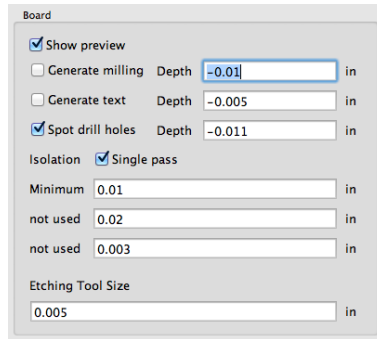 Board
Show preview
Generate milling Depth -0.01 in
Generate text Depth -0.005 in
Spot drill holes Depth -0.011 in
Isolation Single pass
Minimum 0.01 in
not used 0.02 in
not used 0.003 in
Etching Tool Size
0.005 in